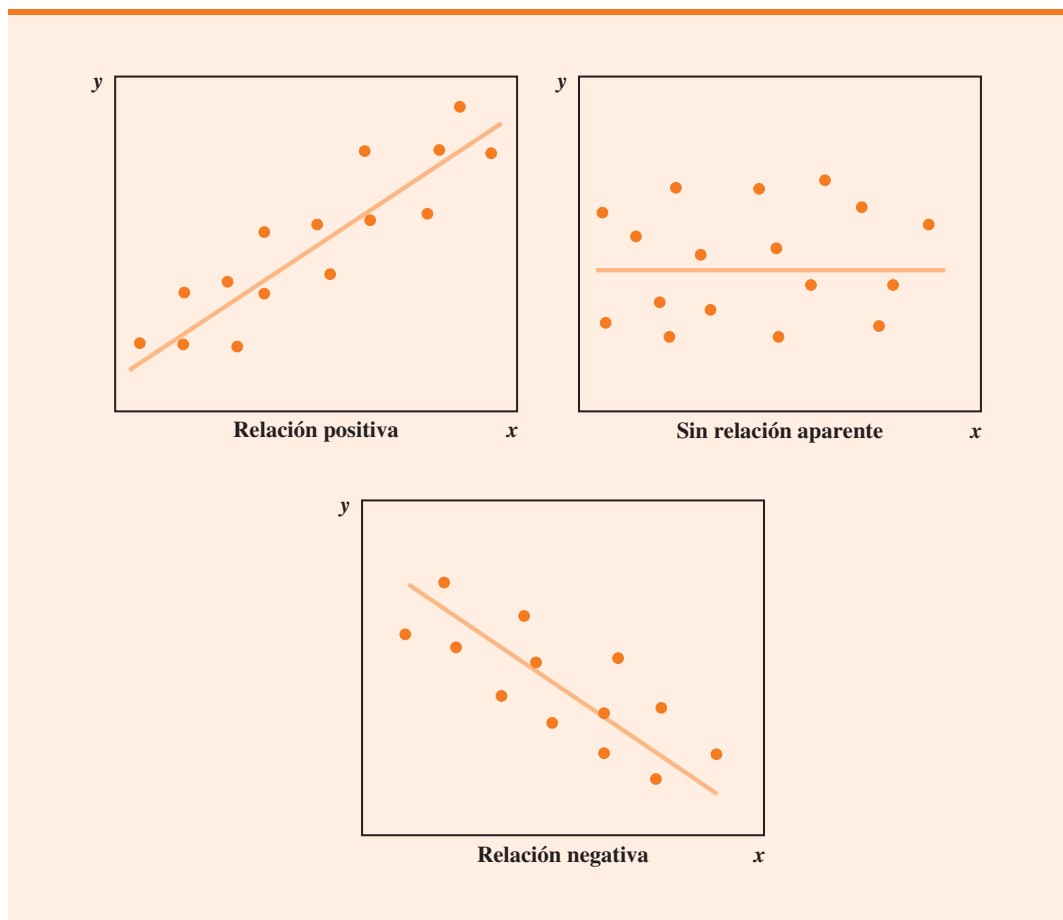 y
y
Relación positiva x
Sin relación aparente x
y
Relación negativa x